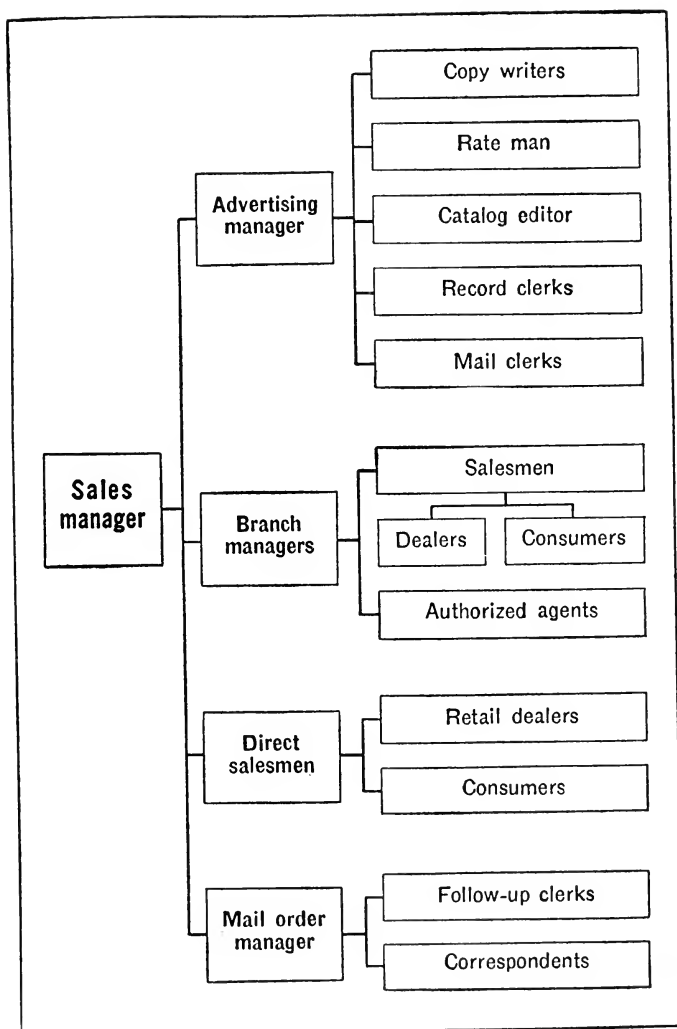 Copy writers
Rate man
Advertising
manager
Catalog editor
Record clerks
Mail clerks
Sales
manager
Salesmen
Branch
managers
Dealers
Consumers
Authorized agents
Direct
salesmen
Retail dealers
Consumers
Mail order
manager
Follow-up clerks
Correspondents